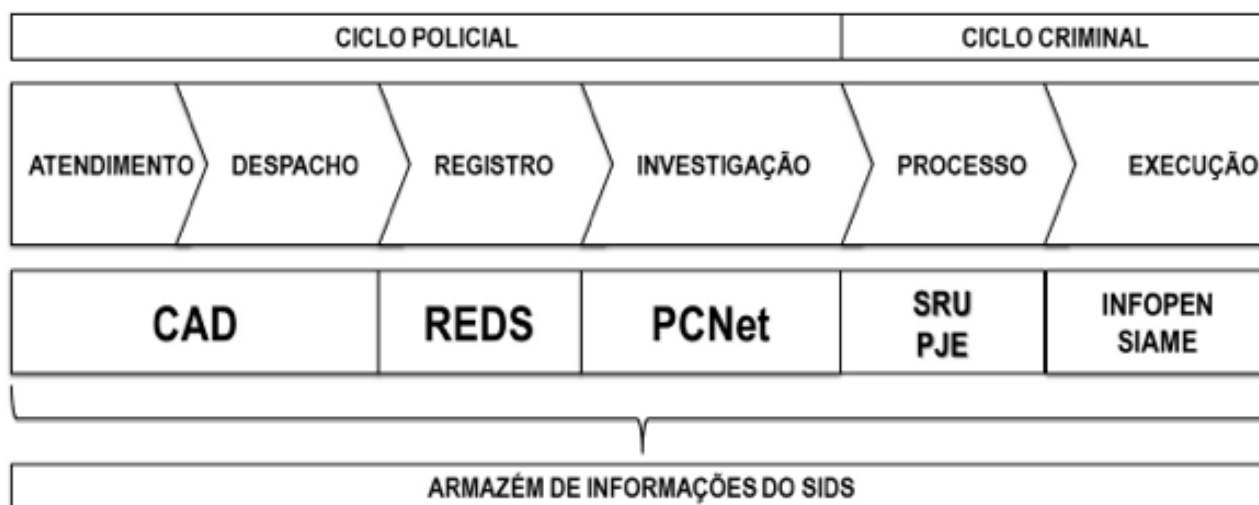 CICLO POLICIAL
CICLO CRIMINAL
ATENDIMENTO
DESPACHO
REGISTRO
INVESTIGAÇÃO
PROCESSO
EXECUÇÃO
CAD
REDS
PCNet
SRU
PJE
INFOPEN
SIAME
ARMAZÉM DE INFORMAÇÕES DO SIDS